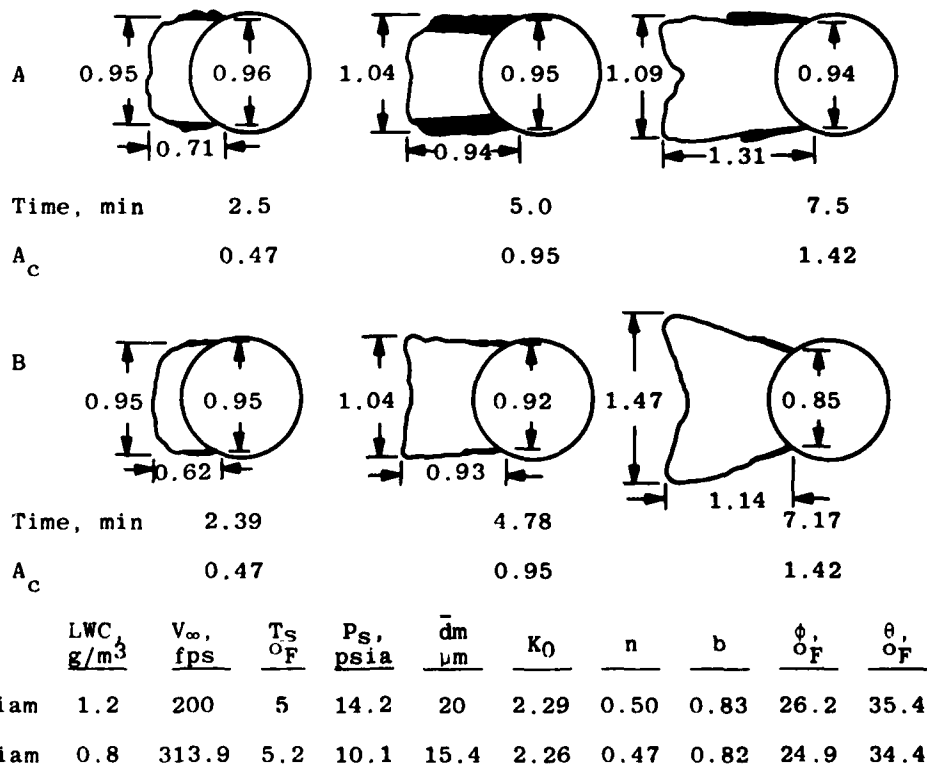 A 0.95 0.96 1.04 0.95 1.09 0.94
0.71 0.94 1.31
Time, min 2.5 5.0 7.5
Ac 0.47 0.95 1.42
B
0.95 0.95 1.04 0.92 1.47 0.85
0.62 0.93 1.14
Time, min 2.39 4.78 7.17
Ac 0.47 0.95 1.42
LWC, V∞, TS PS, d̄m K0 n b ϕ, θ,
g/m3 fps oF psia μm oF oF
iam 1.2 200 5 14.2 20 2.29 0.50 0.83 26.2 35.4
iam 0.8 313.9 5.2 10.1 15.4 2.26 0.47 0.82 24.9 34.4